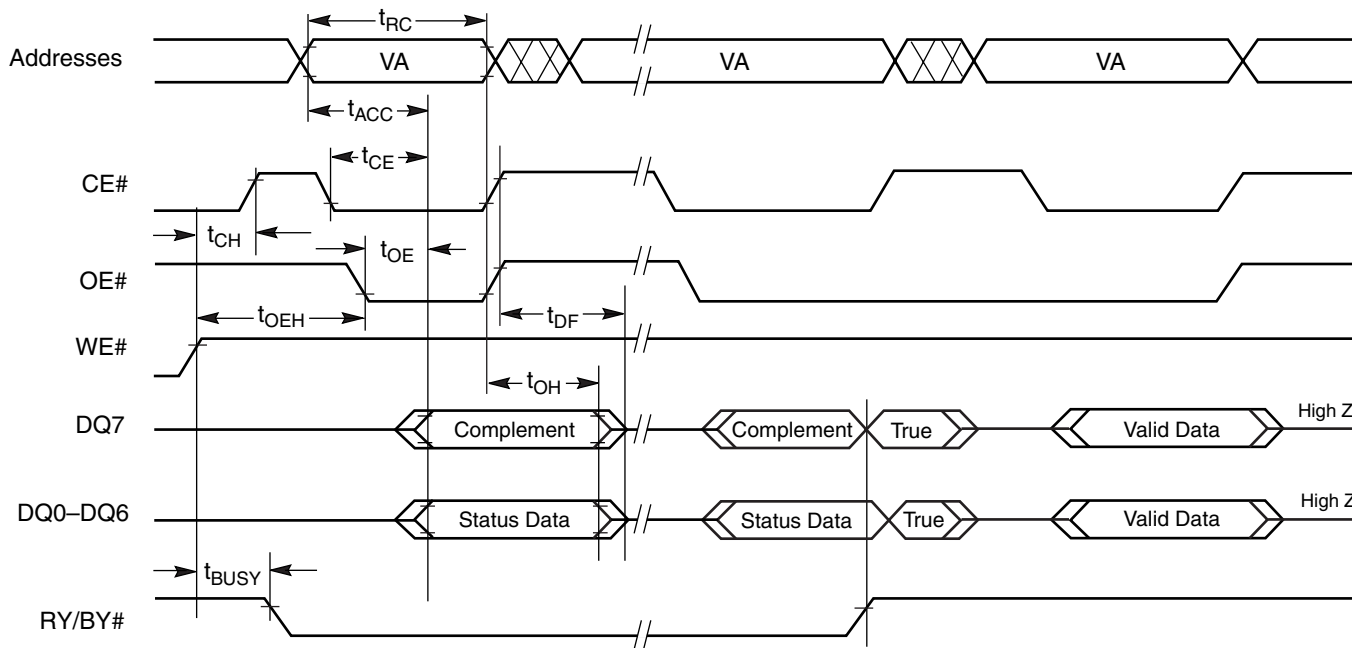 tRC
Addresses VA VA VA
tACC
tCE
CE#
tCH tOE
OE#
tOEH tDF
WE#
tOH
DQ7 Complement Complement True Valid Data High Z
DQ0–DQ6 Status Data Status Data True Valid Data High Z
tBUSY
RY/BY#